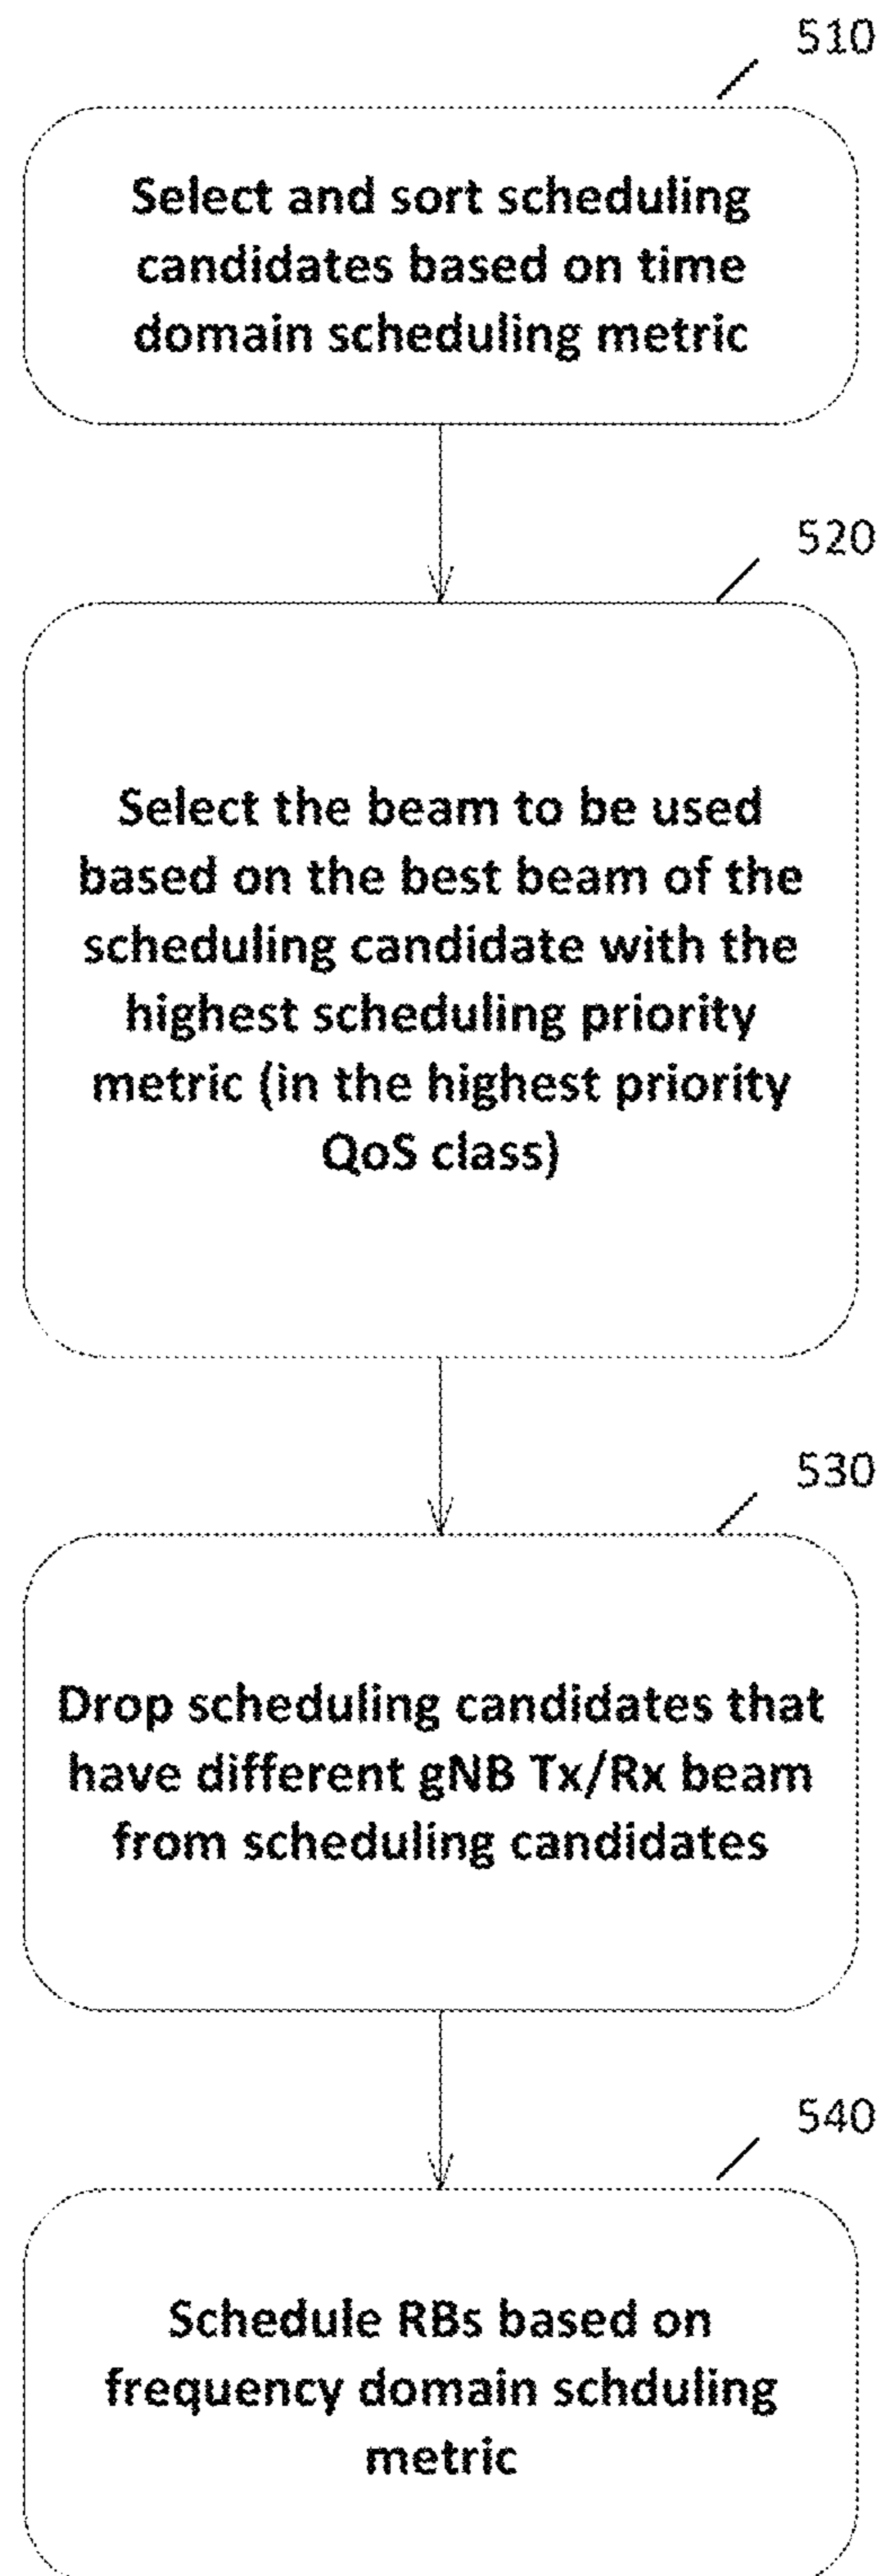 510
Select and sort scheduling
candidates based on time
domain scheduling metric
520
Select the beam to be used
based on the best beam of the
scheduling candidate with the
highest scheduling priority
metric (in the highest priority
QoS class)
530
Drop scheduling candidates that
have different gNB Tx/Rx beam
from scheduling candidates
540
Schedule RBs based on
frequency domain schduling
metric